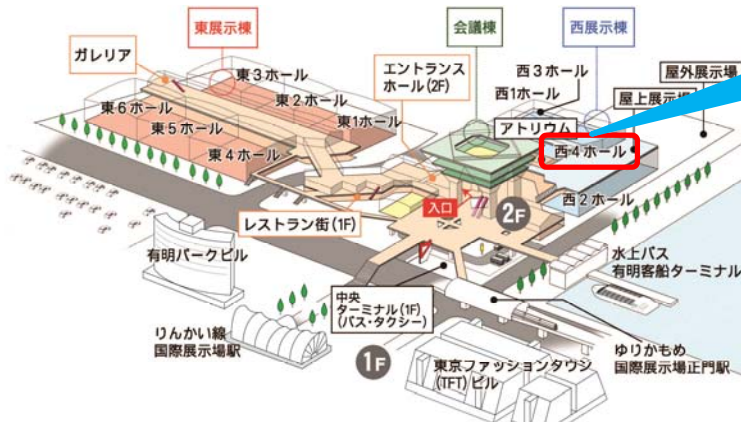 東展示棟
会議棟
西展示棟
ガレリア
東3ホール
東2ホール
東1ホール
東6ホール
東5ホール
東4ホール
エントランス
ホール(2F)
西3ホール
西1ホール
アトリウム
屋外展示場
屋上展示場
西4ホール
西2ホール
レストラン街(1F)
入口
2F
有明パークビル
水上バス
有明客船ターミナル
中央
ターミナル(1F)
(バス・タクシー)
りんかい線
国際展示場駅
1F
東京ファッションタウン
(TFT)ビル
ゆりかもめ
国際展示場正門駅